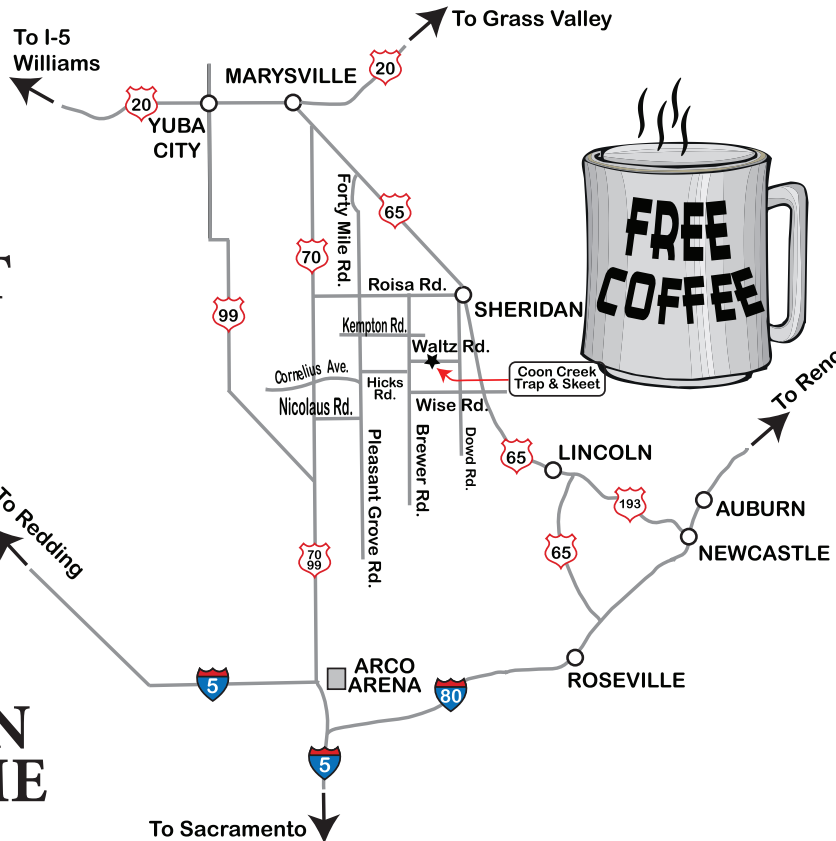 To Grass Valley
To I-5
Williams
20
MARYSVILLE
20
YUBA
CITY
FREE
COFFEE
Forty Mile Rd.
65
70
99
Roisa Rd.
SHERIDAN
Kempton Rd.
Waltz Rd.
Coon Creek
Trap & Skeet
Cornelius Ave.
Hicks
Rd.
Nicolaus Rd.
Wise Rd.
To Reno
Pleasant Grove Rd.
Brewer Rd.
Dowd Rd.
65
LINCOLN
193
AUBURN
To Redding
70
99
65
NEWCASTLE
ARCO
ARENA
5
80
ROSEVILLE
5
To Sacramento